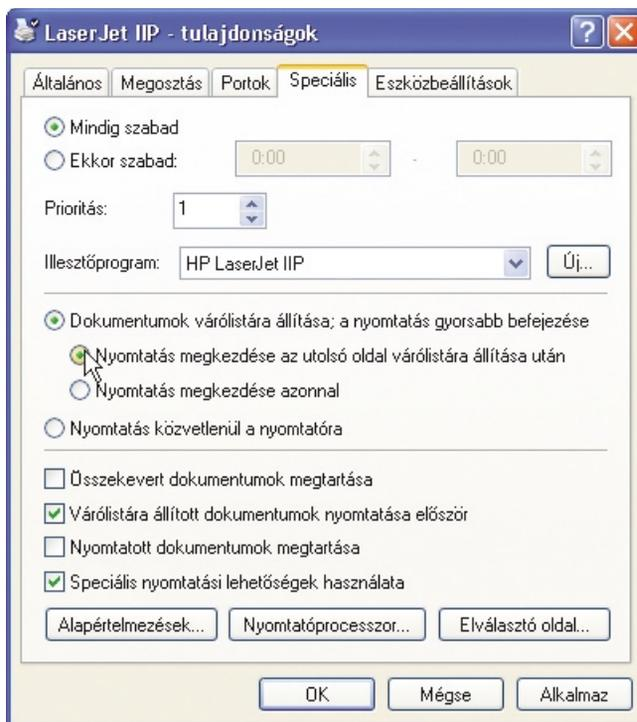 LaserJet IIP - tulajdonságok
Általános Megosztás Portok Speciális Eszközbeállítások
Mindig szabad
Ekkor szabad: 0:00 - 0:00
Prioritás: 1
Illesztőprogram: HP LaserJet IIP Új...
Dokumentumok várólistára állítása; a nyomtatás gyorsabb befejezése
Nyomtatás megkezdése az utolsó oldal várólistára állítása után
Nyomtatás megkezdése azonnal
Nyomtatás közvetlenül a nyomtatóra
Összekevert dokumentumok megtartása
Várólistára állított dokumentumok nyomtatása először
Nyomtatott dokumentumok megtartása
Speciális nyomtatási lehetőségek használata
Alapértelmezések... Nyomtatóprocesszor... Elválasztó oldal...
OK Mégse Alkalmaz